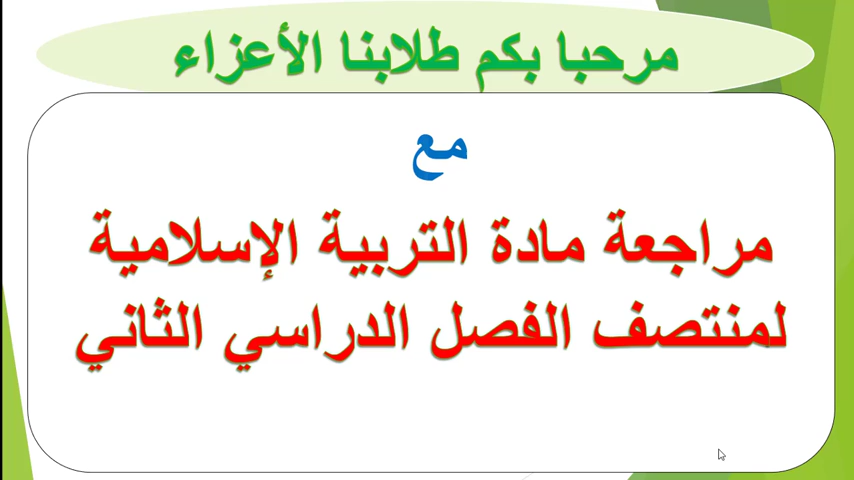 مرحبا بكم طلابنا الأعزاء
مع
مراجعة مادة التربية الإسلامية
لمنتصف الفصل الدراسي الثاني